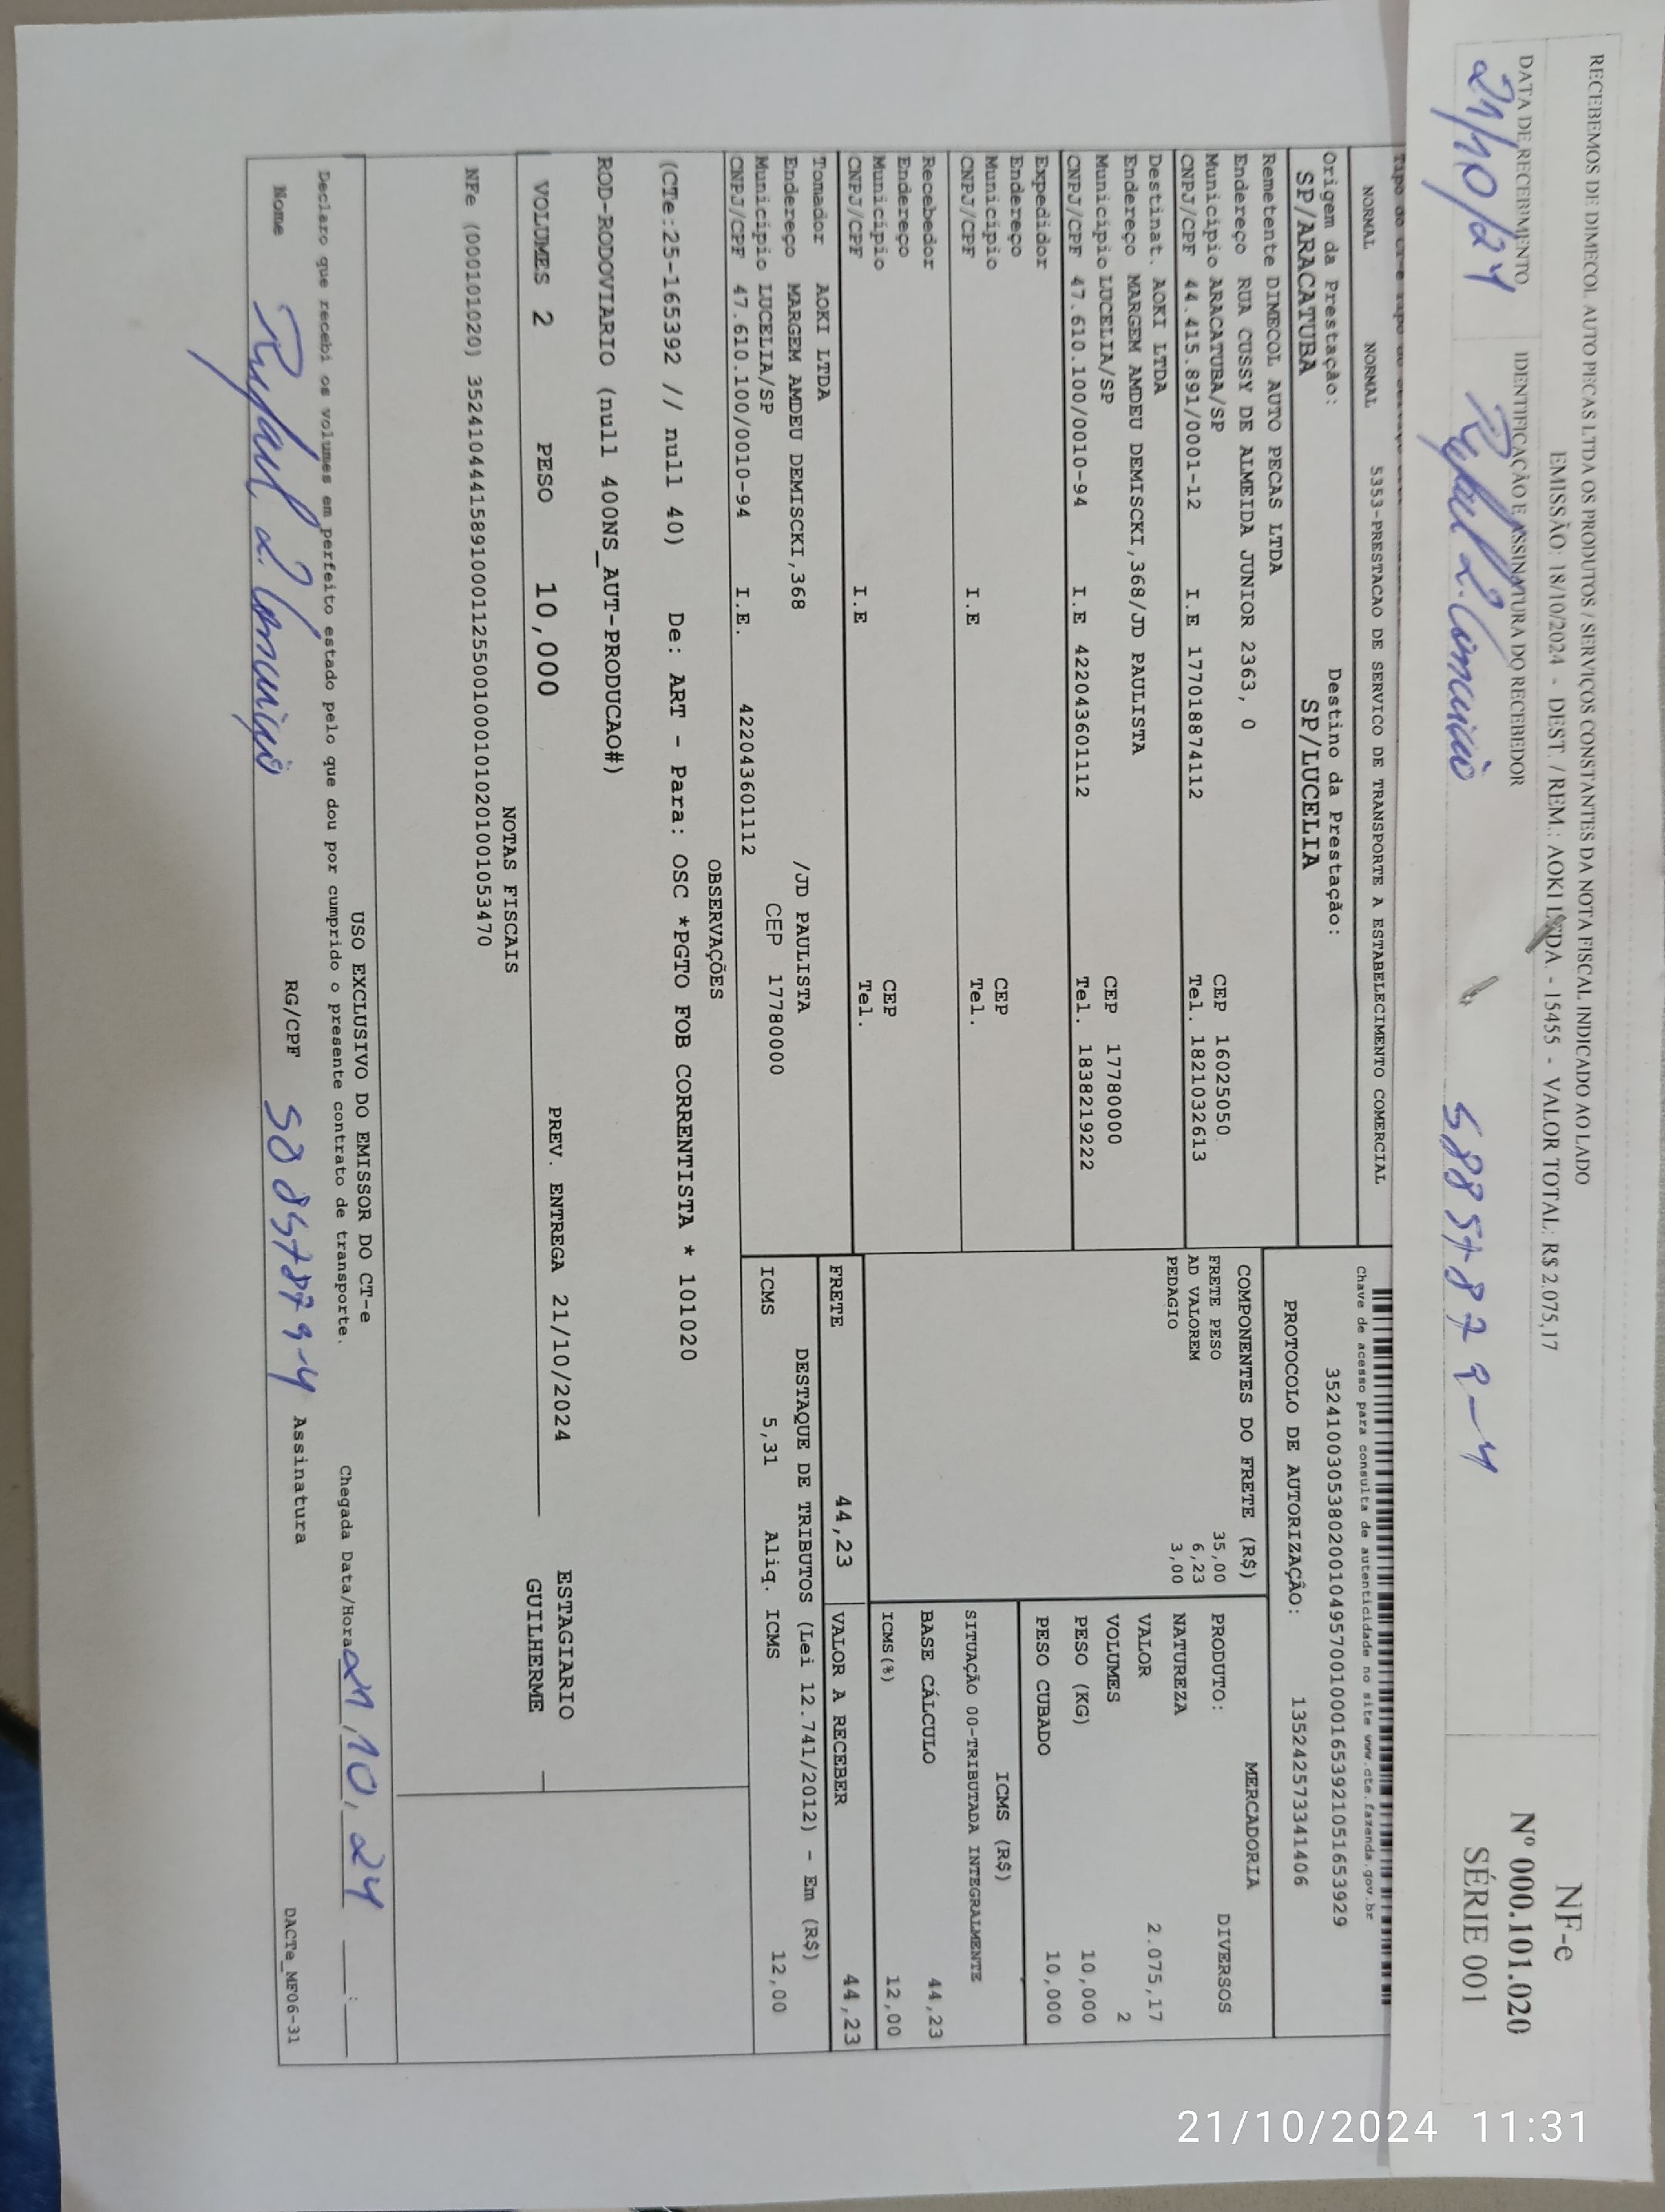 RECEBEMOS DE DIMECOL AUTO PECAS LTDA OS PRODUTOS / SERVIÇOS CONSTANTES DA NOTA FISCAL INDICADO AO LADO
EMISSÃO: 18/10/2024 - DEST. / REM.: AOKI LTDA. - 15455 - VALOR TOTAL: R$ 2.075,17
DATA DE RECEBIMENTO
IDENTIFICAÇÃO E ASSINATURA DO RECEBEDOR
21/10/24
NF-e
Nº 000.101.020
SÉRIE 001
NORMAL NORMAL 5353-PRESTACAO DE SERVICO DE TRANSPORTE A ESTABELECIMENTO COMERCIAL
Origem da Prestação: Destino da Prestação:
SP/ARACATUBA SP/LUCELIA
Remetente DIMECOL AUTO PECAS LTDA
Endereço RUA CUSSY DE ALMEIDA JUNIOR 2363, 0
Município ARACATUBA/SP CEP 16025050
CNPJ/CPF 44.415.891/0001-12 I.E 177018874112 Tel. 1821032613
Destinat. AOKI LTDA
Endereço MARGEM AMDEU DEMISCKI,368/JD PAULISTA
Município LUCELIA/SP CEP 17780000
CNPJ/CPF 47.610.100/0010-94 I.E 422043601112 Tel. 1838219222
Expedidor
Endereço
Município CEP
CNPJ/CPF I.E Tel.
Recebedor
Endereço
Município CEP
CNPJ/CPF I.E Tel.
Tomador AOKI LTDA
Endereço MARGEM AMDEU DEMISCKI,368 /JD PAULISTA
Município LUCELIA/SP CEP 17780000
CNPJ/CPF 47.610.100/0010-94 I.E. 422043601112
Chave de acesso para consulta de autenticidade no site www.cte.fazenda.gov.br
35241003053802001049570010001653921051653929
PROTOCOLO DE AUTORIZAÇÃO: 135242573341406
COMPONENTES DO FRETE (R$)
FRETE PESO 35,00
AD VALOREM 6,23
PEDAGIO 3,00
MERCADORIA
PRODUTO: DIVERSOS
NATUREZA
VALOR 2.075,17
VOLUMES 2
PESO (KG) 10,000
PESO CUBADO 10,000
ICMS (R$)
SITUAÇÃO 00-TRIBUTADA INTEGRALMENTE
BASE CÁLCULO 44,23
ICMS(%) 12,00
FRETE 44,23 VALOR A RECEBER 44,23
DESTAQUE DE TRIBUTOS (Lei 12.741/2012) - Em (R$)
ICMS 5,31 Aliq. ICMS 12,00
OBSERVAÇÕES
(CTe:25-165392 // null 40) De: ART - Para: OSC *PGTO FOB CORRENTISTA * 101020
ROD-RODOVIARIO (null 400NS_AUT-PRODUCAO#)
VOLUMES 2 PESO 10,000 PREV. ENTREGA 21/10/2024
ESTAGIARIO
GUILHERME
NOTAS FISCAIS
NFe (000101020) 35241044415891000112550010001010201001053470
USO EXCLUSIVO DO EMISSOR DO CT-e
Declaro que recebi os volumes em perfeito estado pelo que dou por cumprido o presente contrato de transporte.
Chegada Data/Hora 21,10,24 :
Nome RG/CPF Assinatura
DACTe_MF06-31
21/10/2024 11:31